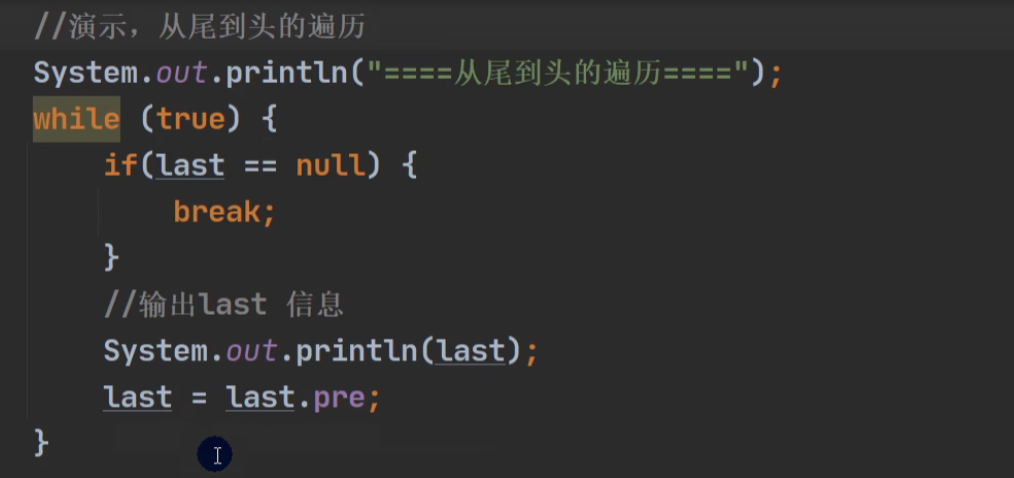 //演示，从尾到头的遍历
System.out.println("====从尾到头的遍历====");
while (true) {
    if(last == null) {
        break;
    }
    //输出last 信息
    System.out.println(last);
    last = last.pre;
}